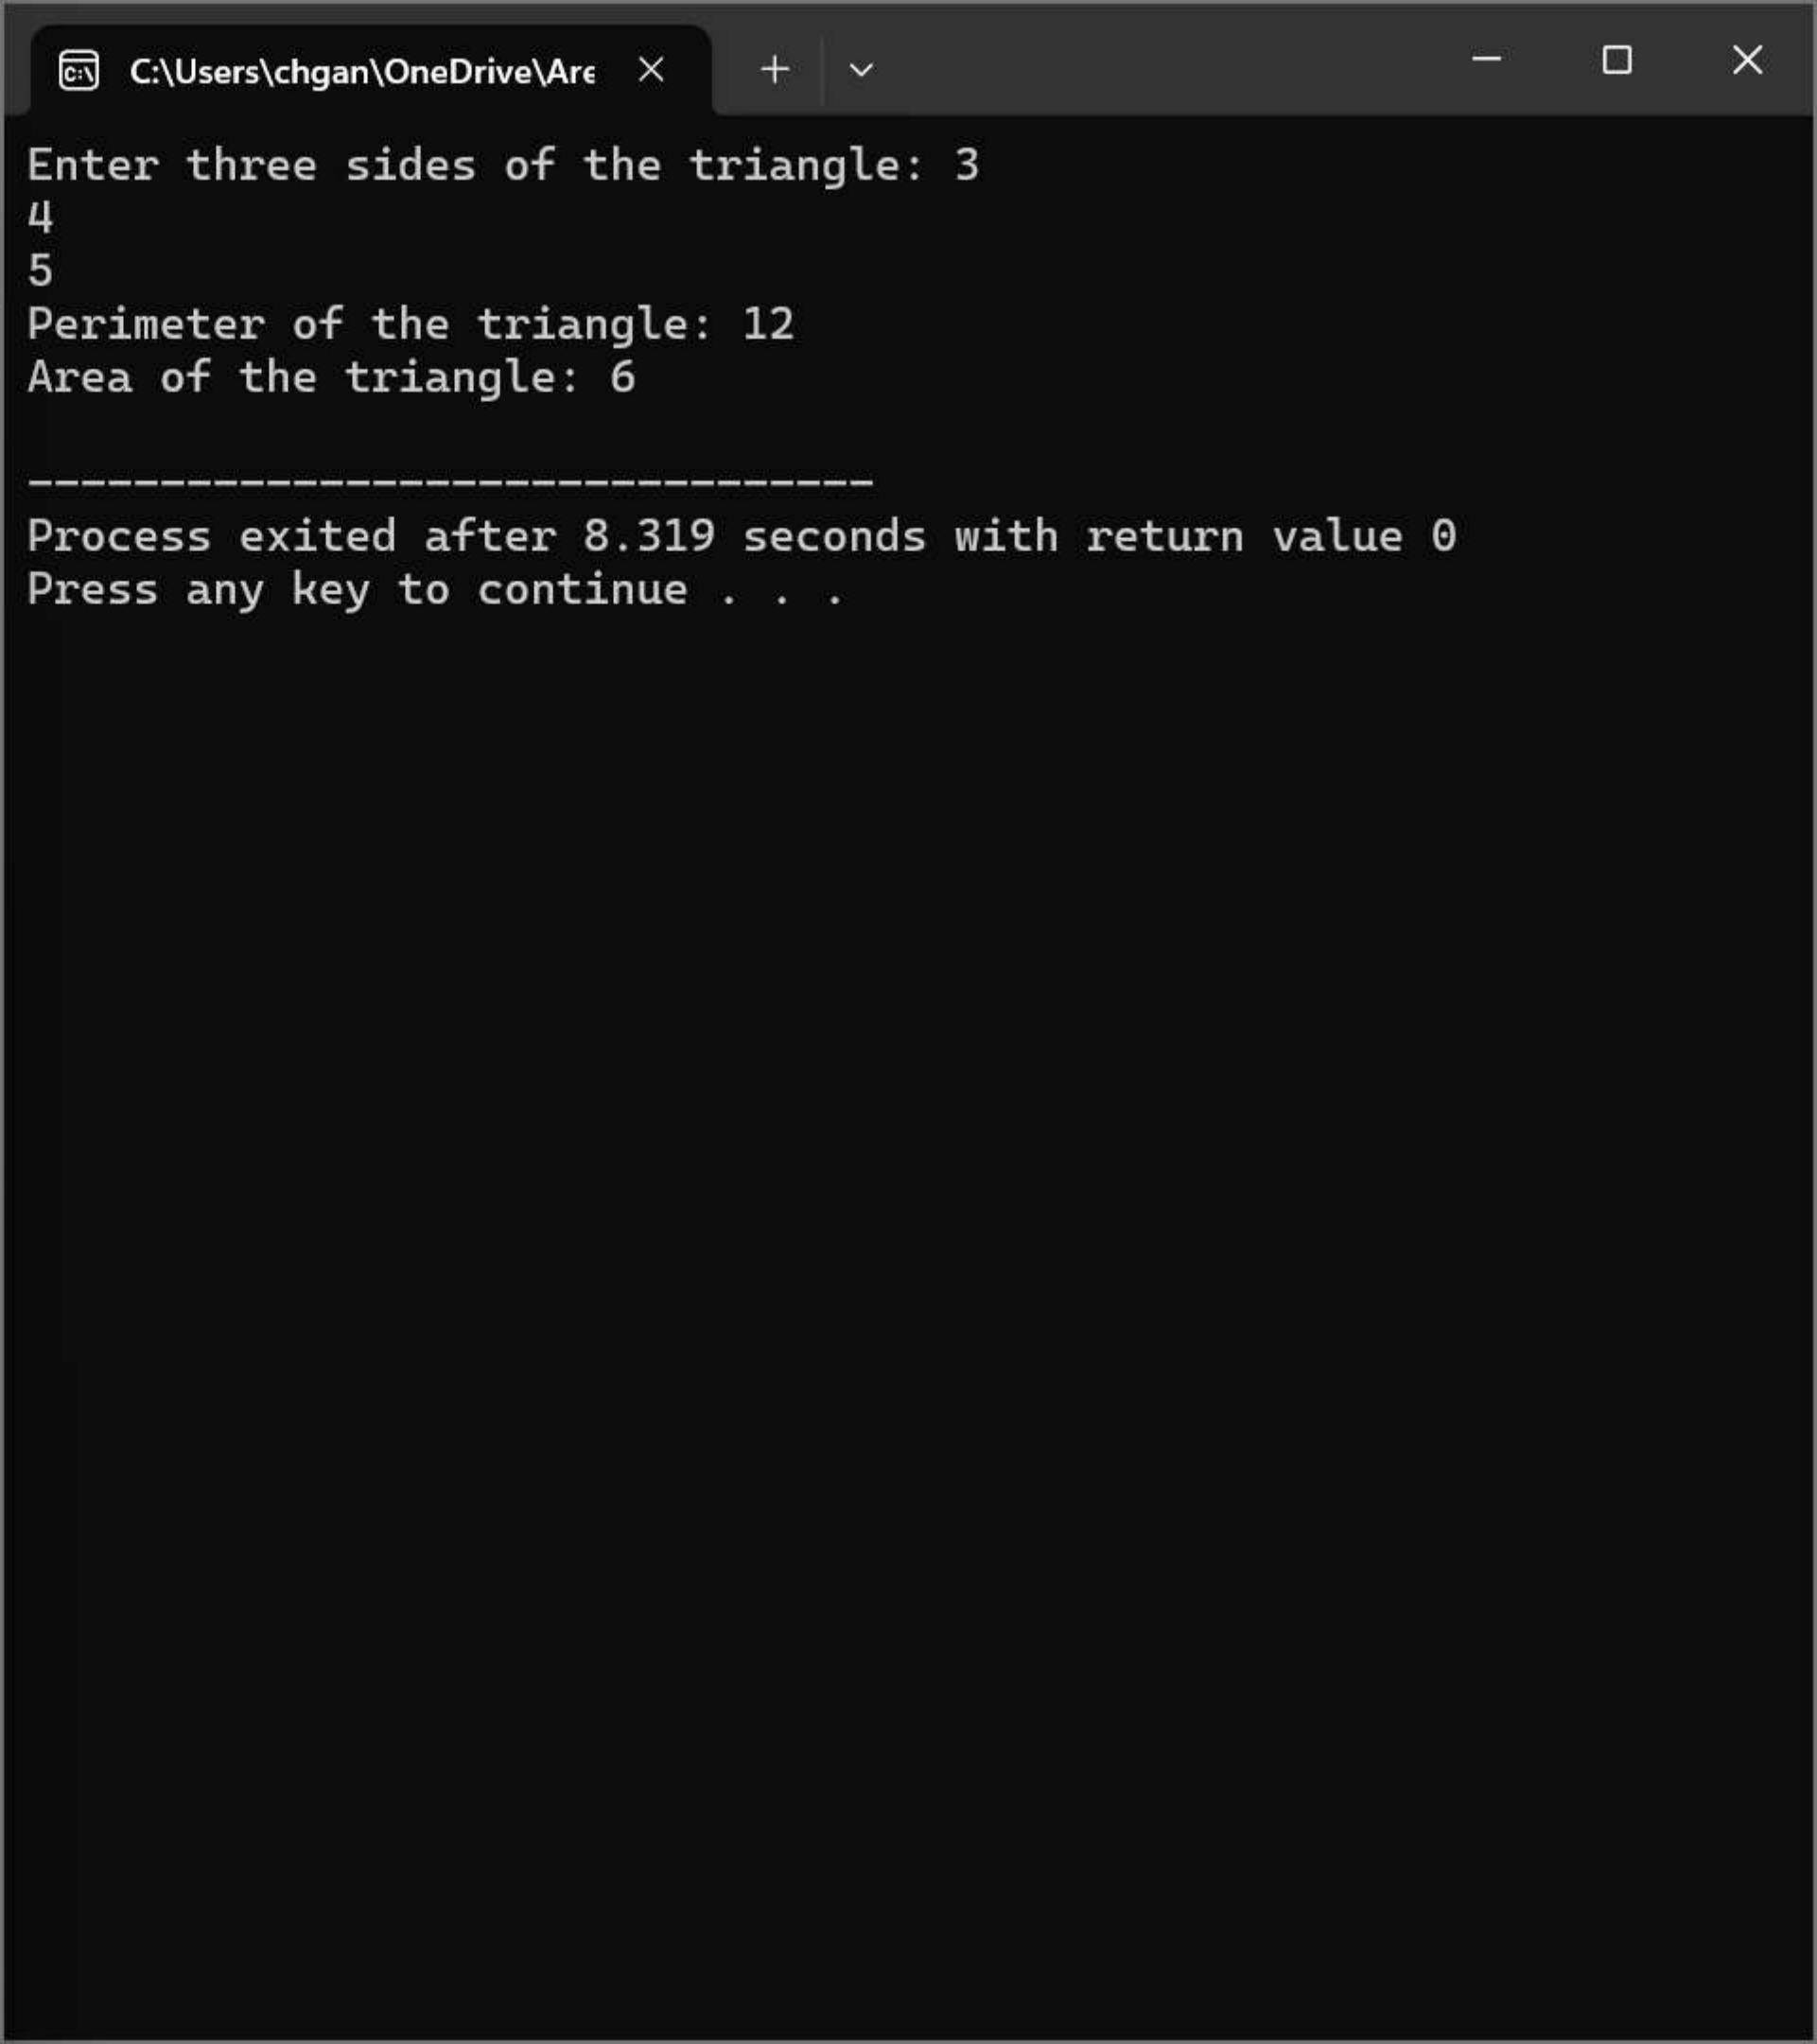 C:\Users\chgan\OneDrive\Are
Enter three sides of the triangle: 3
4
5
Perimeter of the triangle: 12
Area of the triangle: 6
--------------------------------
Process exited after 8.319 seconds with return value 0
Press any key to continue . . .